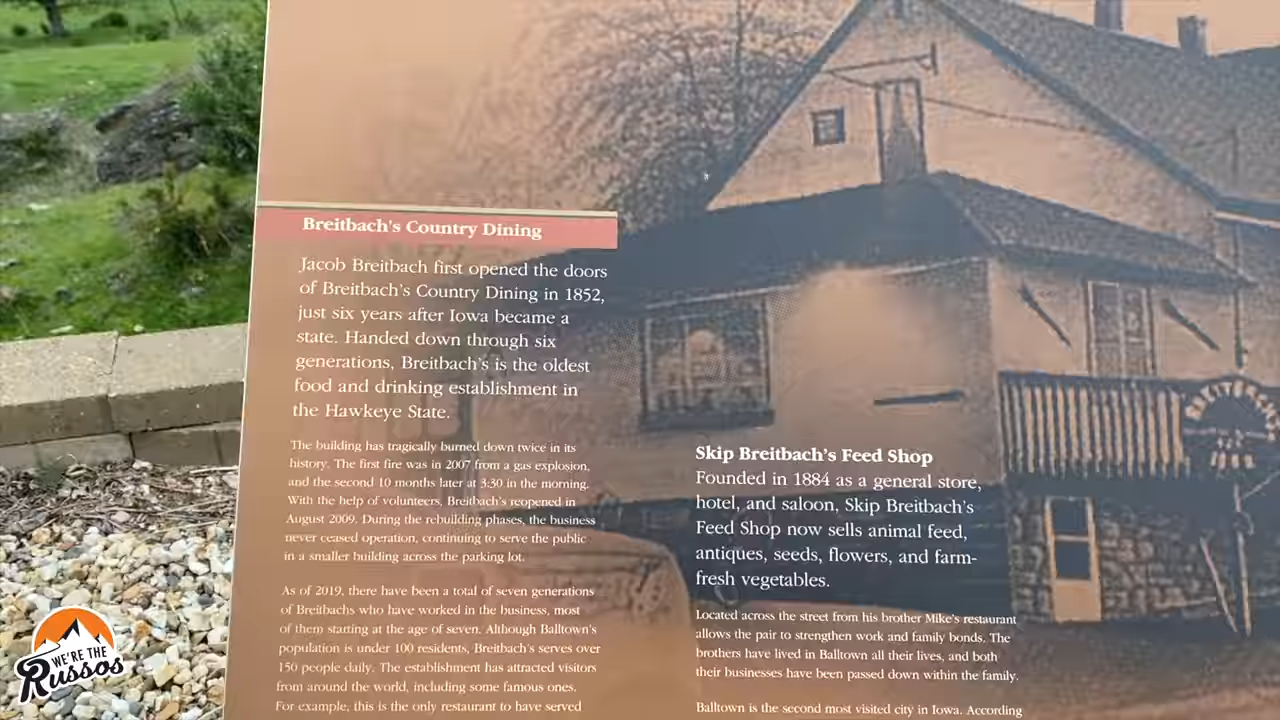 Breitbach's Country Dining
Jacob Breitbach first opened the doors
of Breitbach's Country Dining in 1852,
just six years after Iowa became a
state. Handed down through six
generations, Breitbach's is the oldest
food and drinking establishment in
the Hawkeye State.
The building has tragically burned down twice in its
history. The first fire was in 2007 from a gas explosion,
and the second 10 months later at 3:30 in the morning.
With the help of volunteers, Breitbach's reopened in
August 2009. During the rebuilding phases, the business
never ceased operation, continuing to serve the public
in a smaller building across the parking lot.
As of 2019, there have been a total of seven generations
of Breitbachs who have worked in the business, most
of them starting at the age of seven. Although Balltown's
population is under 100 residents, Breitbach's serves over
150 people daily. The establishment has attracted visitors
from around the world, including some famous ones.
For example, this is the only restaurant to have served
Skip Breitbach's Feed Shop
Founded in 1884 as a general store,
hotel, and saloon, Skip Breitbach's
Feed Shop now sells animal feed,
antiques, seeds, flowers, and farm-
fresh vegetables.
Located across the street from his brother Mike's restaurant
allows the pair to strengthen work and family bonds. The
brothers have lived in Balltown all their lives, and both
their businesses have been passed down within the family.
Balltown is the second most visited city in Iowa. According
WE'RE THE
RUSSOS